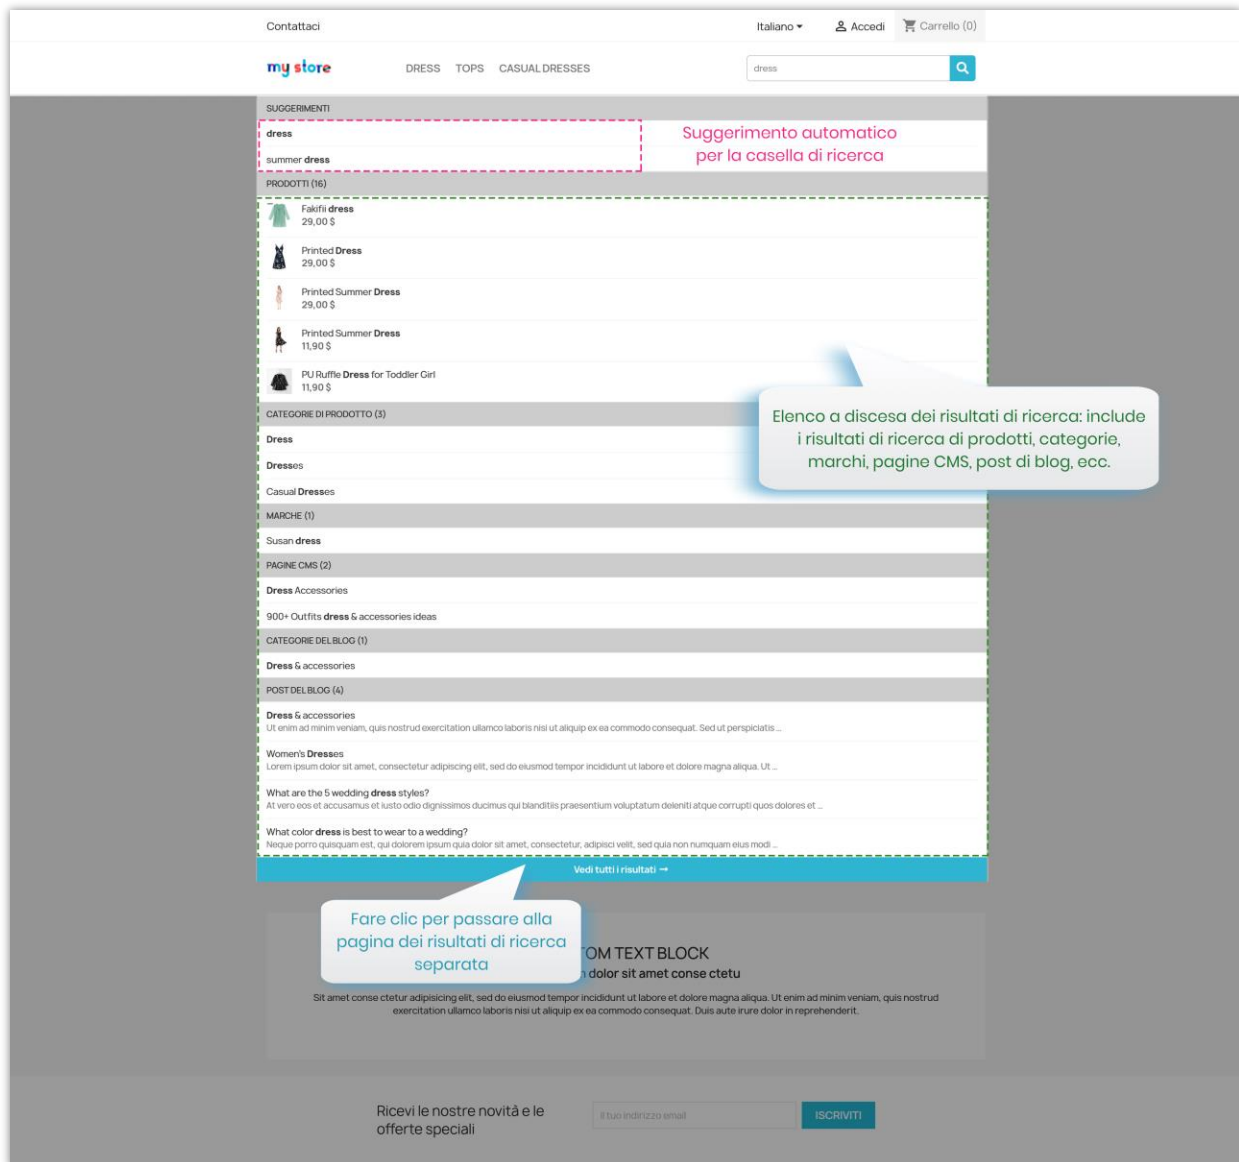 Contattaci
Italiano
Accedi
Carrello (0)
my store
DRESS
TOPS
CASUAL DRESSES
dress
SUGGERIMENTI
dress
summer dress
Suggerimento automatico
per la casella di ricerca
PRODOTTI (16)
Fakifii dress
29,00 $
Printed Dress
29,00 $
Printed Summer Dress
29,00 $
Printed Summer Dress
11,90 $
PU Ruffle Dress for Toddler Girl
11,90 $
Elenco a discesa dei risultati di ricerca: include
i risultati di ricerca di prodotti, categorie,
marchi, pagine CMS, post di blog, ecc.
CATEGORIE DI PRODOTTO (3)
Dress
Dresses
Casual Dresses
MARCHE (1)
Susan dress
PAGINE CMS (2)
Dress Accessories
900+ Outfits dress & accessories ideas
CATEGORIE DEL BLOG (1)
Dress & accessories
POST DEL BLOG (4)
Dress & accessories
Ut enim ad minim veniam, quis nostrud exercitation ullamco laboris nisi ut aliquip ex ea commodo consequat. Sed ut perspiciatis ...
Women's Dresses
Lorem ipsum dolor sit amet, consectetur adipiscing elit, sed do eiusmod tempor incididunt ut labore et dolore magna aliqua. Ut ...
What are the 5 wedding dress styles?
At vero eos et accusamus et iusto odio dignissimos ducimus qui blanditiis praesentium voluptatum deleniti atque corrupti quos dolores et ...
What color dress is best to wear to a wedding?
Neque porro quisquam est, qui dolorem ipsum quia dolor sit amet, consectetur, adipisci velit, sed quia non numquam eius modi ...
Vedi tutti i risultati →
Fare clic per passare alla
pagina dei risultati di ricerca
separata
TOM TEXT BLOCK
dolor sit amet conse ctetu
Sit amet conse ctetur adipisicing elit, sed do eiusmod tempor incididunt ut labore et dolore magna aliqua. Ut enim ad minim veniam, quis nostrud
exercitation ullamco laboris nisi ut aliquip ex ea commodo consequat. Duis aute irure dolor in reprehenderit.
Ricevi le nostre novità e le
offerte speciali
Il tuo indirizzo email
ISCRIVITI